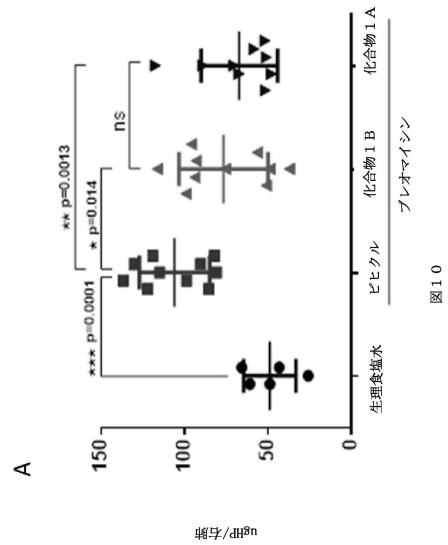 A
ugHP/右肺
150
100
50
0
*** p=0.0001
* p=0.014
** p=0.0013
ns
生理食塩水
ビヒクル
化合物1B
化合物1A
ブレオマイシン
図10